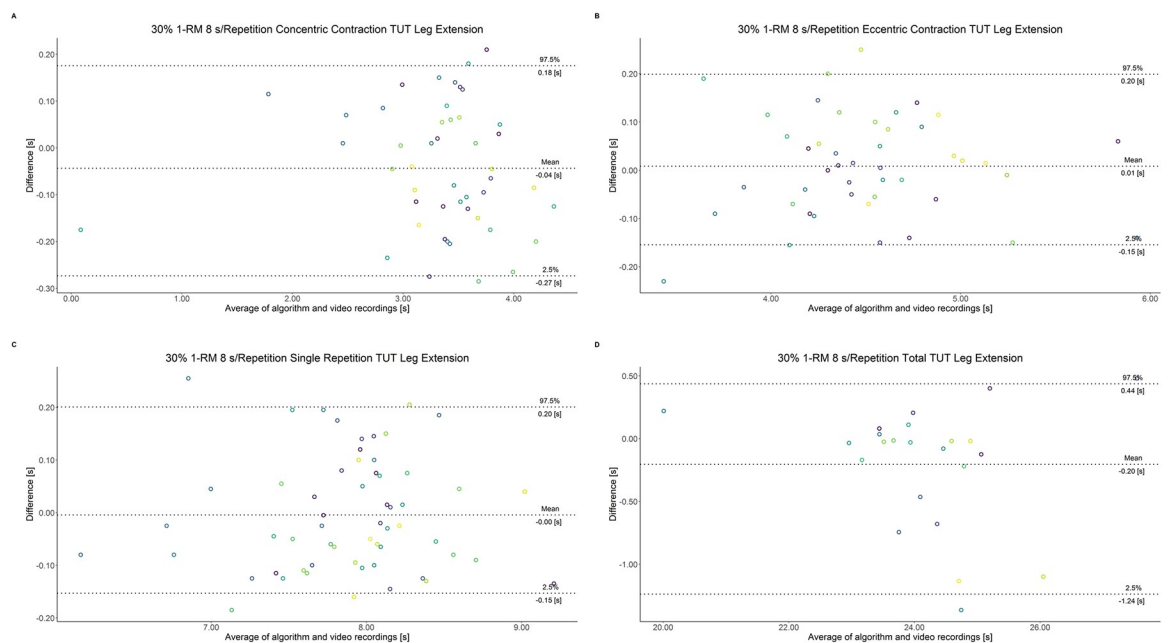 A
30% 1-RM 8 s/Repetition Concentric Contraction TUT Leg Extension
0.20
0.10
0.00
-0.10
-0.20
-0.30
Difference [s]
97.5%
0.18 [s]
Mean
-0.04 [s]
2.5%
-0.27 [s]
0.00 1.00 2.00 3.00 4.00
Average of algorithm and video recordings [s]
B
30% 1-RM 8 s/Repetition Eccentric Contraction TUT Leg Extension
0.20
0.10
0.00
-0.10
-0.20
Difference [s]
97.5%
0.20 [s]
Mean
0.01 [s]
2.5%
-0.15 [s]
4.00 5.00 6.00
Average of algorithm and video recordings [s]
C
30% 1-RM 8 s/Repetition Single Repetition TUT Leg Extension
0.20
0.10
0.00
-0.10
-0.20
Difference [s]
97.5%
0.20 [s]
Mean
-0.00 [s]
2.5%
-0.15 [s]
7.00 8.00 9.00
Average of algorithm and video recordings [s]
D
30% 1-RM 8 s/Repetition Total TUT Leg Extension
0.50
0.00
-0.50
-1.00
Difference [s]
97.5%
0.44 [s]
Mean
-0.20 [s]
2.5%
-1.24 [s]
20.00 22.00 24.00 26.00
Average of algorithm and video recordings [s]